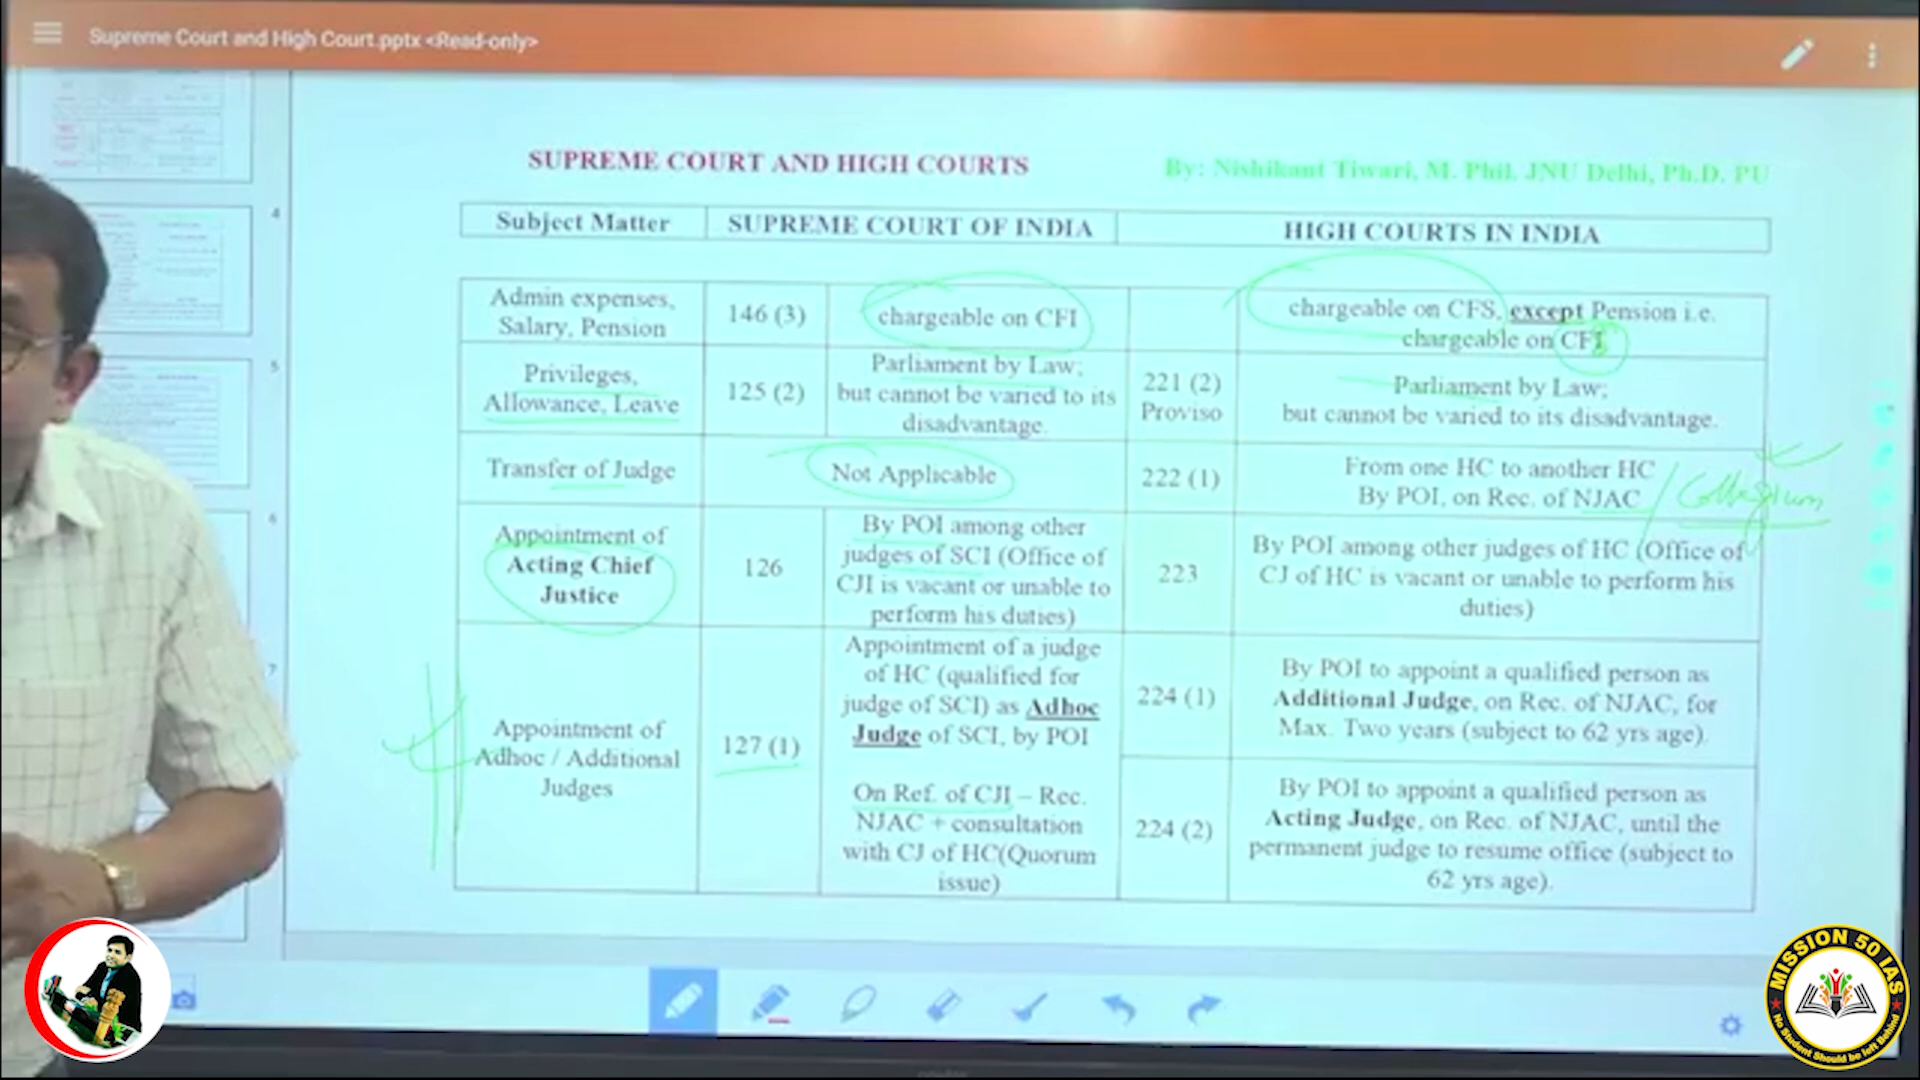 Supreme Court and High Court.pptx <Read-only>
SUPREME COURT AND HIGH COURTS
By: Nishikant Tiwari, M. Phil. JNU Delhi, Ph.D. PU
Subject Matter
SUPREME COURT OF INDIA
HIGH COURTS IN INDIA
Admin expenses,
Salary, Pension
146 (3)
chargeable on CFI
chargeable on CFS, except Pension i.e.
chargeable on CFI
Privileges,
Allowance, Leave
125 (2)
Parliament by Law;
but cannot be varied to its
disadvantage.
221 (2)
Proviso
Parliament by Law;
but cannot be varied to its disadvantage.
Transfer of Judge
Not Applicable
222 (1)
From one HC to another HC
By POI, on Rec. of NJAC / Collegium
Appointment of
Acting Chief
Justice
126
By POI among other
judges of SCI (Office of
CJI is vacant or unable to
perform his duties)
223
By POI among other judges of HC (Office of
CJ of HC is vacant or unable to perform his
duties)
Appointment of
Adhoc / Additional
Judges
127 (1)
Appointment of a judge
of HC (qualified for
judge of SCI) as Adhoc
Judge of SCI, by POI
On Ref. of CJI – Rec.
NJAC + consultation
with CJ of HC(Quorum
issue)
224 (1)
By POI to appoint a qualified person as
Additional Judge, on Rec. of NJAC, for
Max. Two years (subject to 62 yrs age).
224 (2)
By POI to appoint a qualified person as
Acting Judge, on Rec. of NJAC, until the
permanent judge to resume office (subject to
62 yrs age).
4
5
6
7
MISSION 50 IAS
No Student Should be left Behind